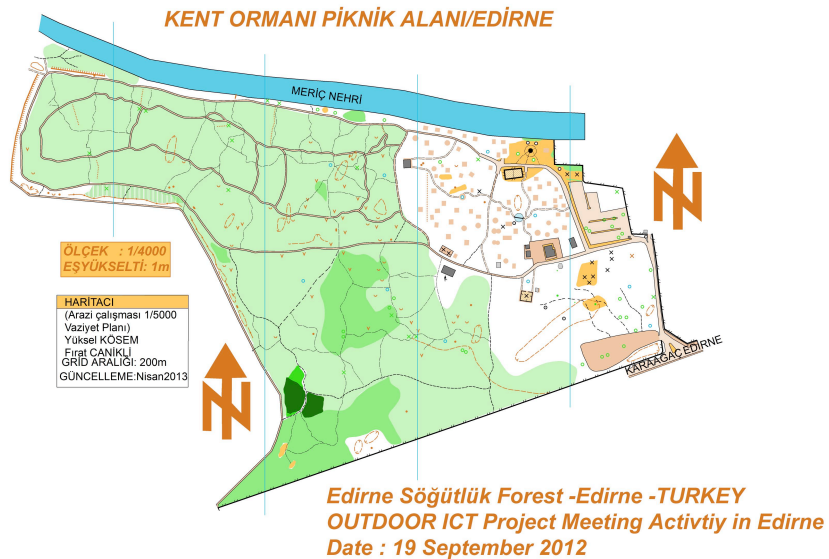 KENT ORMANI PİKNİK ALANI/EDİRNE
MERİÇ NEHRİ
ÖLÇEK : 1/4000
EŞYÜKSELTİ: 1m
HARİTACI
(Arazi çalışması 1/5000
Vaziyet Planı)
Yüksel KÖSEM
Fırat CANİKLİ
GRİD ARALIĞI: 200m
GÜNCELLEME:Nisan2013
KARAAGAÇ EDİRNE
N
N
Edirne Söğütlük Forest -Edirne -TURKEY
OUTDOOR ICT Project Meeting Activtiy in Edirne
Date : 19 September 2012